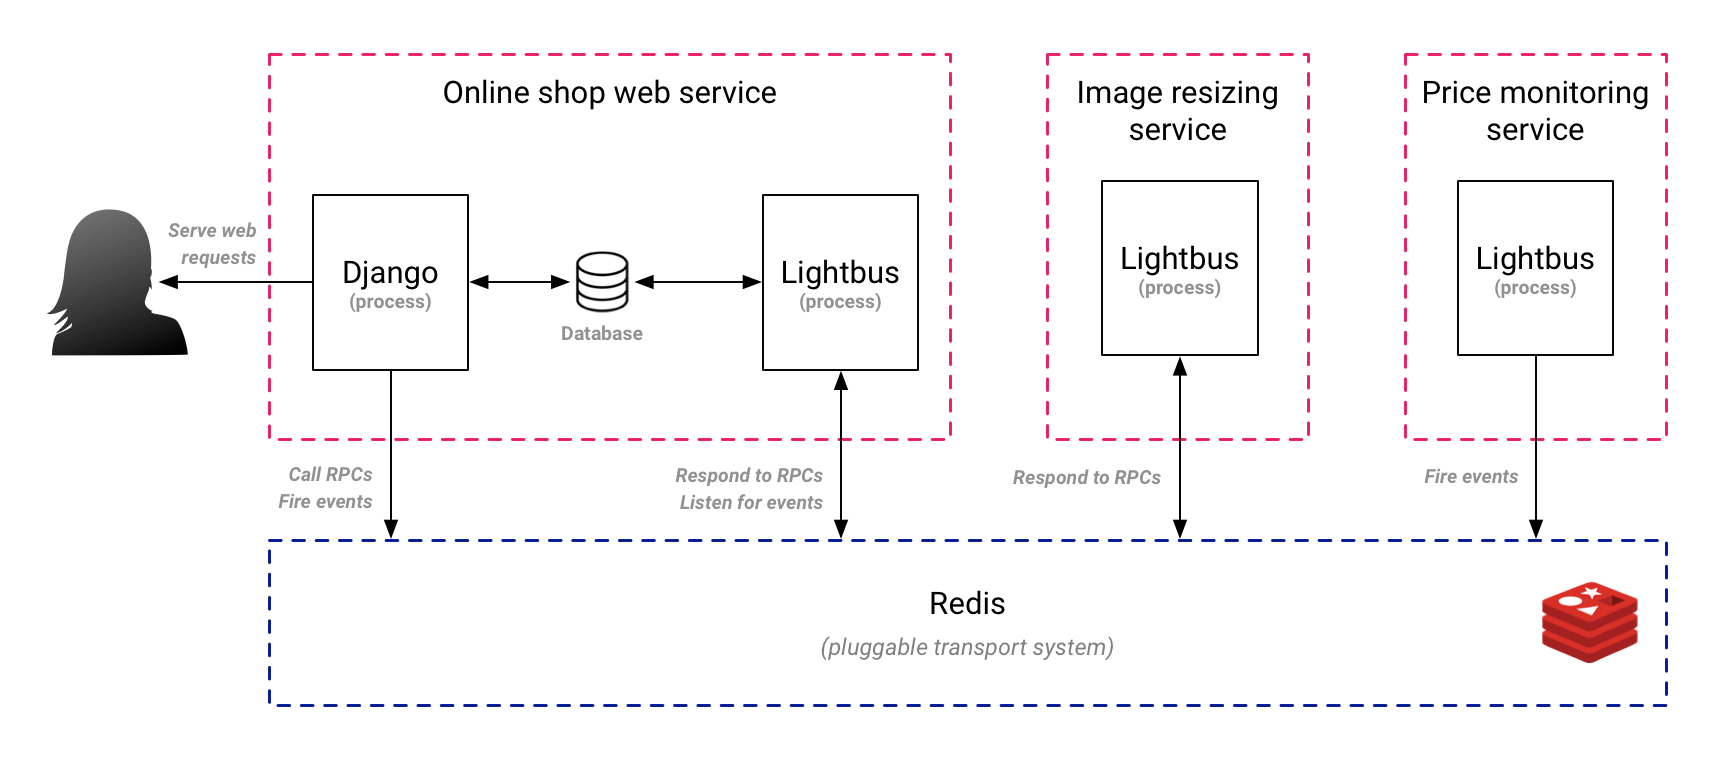 Online shop web service
Image resizing
service
Price monitoring
service
Serve web
requests
Django
(process)
Database
Lightbus
(process)
Lightbus
(process)
Lightbus
(process)
Call RPCs
Fire events
Respond to RPCs
Listen for events
Respond to RPCs
Fire events
Redis
(pluggable transport system)